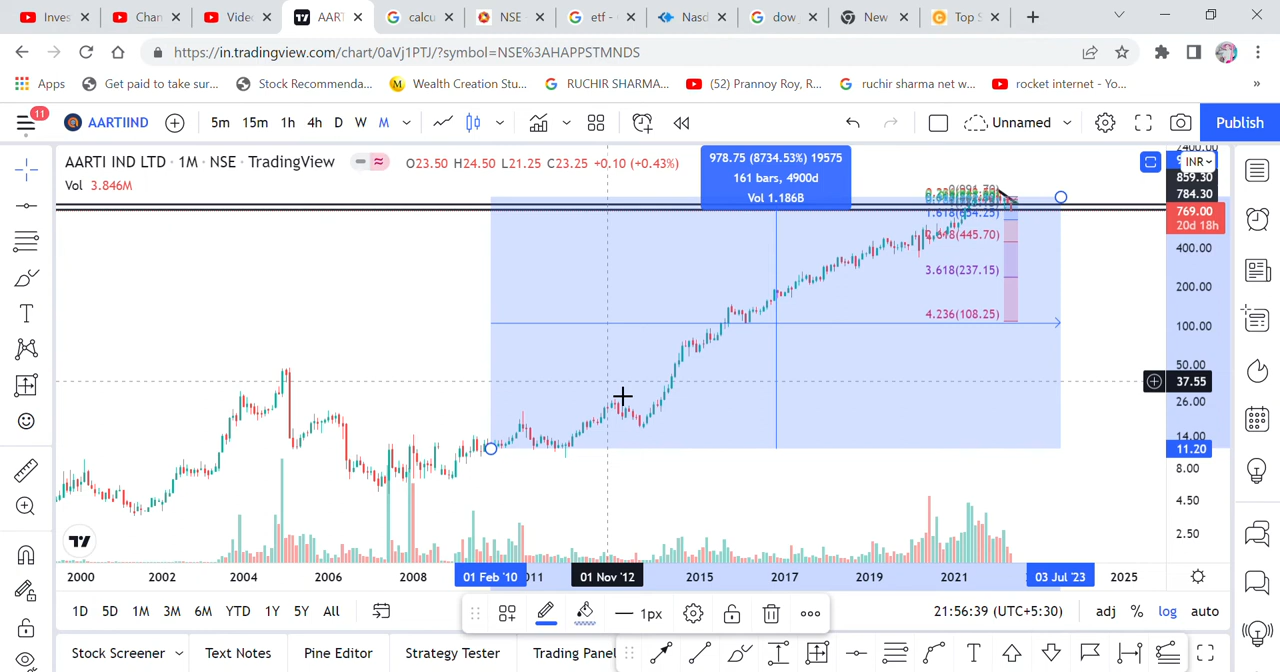 Inves
Chan
Video
AART
calcu
NSE
etf -
Nasd
dow
New
Top S
https://in.tradingview.com/chart/0aVj1PTJ/?symbol=NSE%3AHAPPSTMNDS
Apps
Get paid to take sur...
Stock Recommenda...
Wealth Creation Stu...
RUCHIR SHARMA...
(52) Prannoy Roy, R...
ruchir sharma net w...
rocket internet - Yo...
»
11
AARTIIND
5m 15m 1h 4h D W M
Unnamed
Publish
AARTI IND LTD · 1M · NSE · TradingView
O23.50 H24.50 L21.25 C23.25 +0.10 (+0.43%)
Vol 3.846M
978.75 (8734.53%) 19575
161 bars, 4900d
Vol 1.186B
INR
859.30
784.30
769.00
20d 18h
1.618(634.25)
2.618(445.70)
400.00
3.618(237.15)
200.00
4.236(108.25)
100.00
50.00
37.55
26.00
14.00
11.20
8.00
4.50
2.50
2000 2002 2004 2006 2008 01 Feb '10 011 01 Nov '12 2015 2017 2019 2021 03 Jul '23 2025
1D 5D 1M 3M 6M YTD 1Y 5Y All
1px
21:56:39 (UTC+5:30)
adj % log auto
Stock Screener Text Notes Pine Editor Strategy Tester Trading Panel